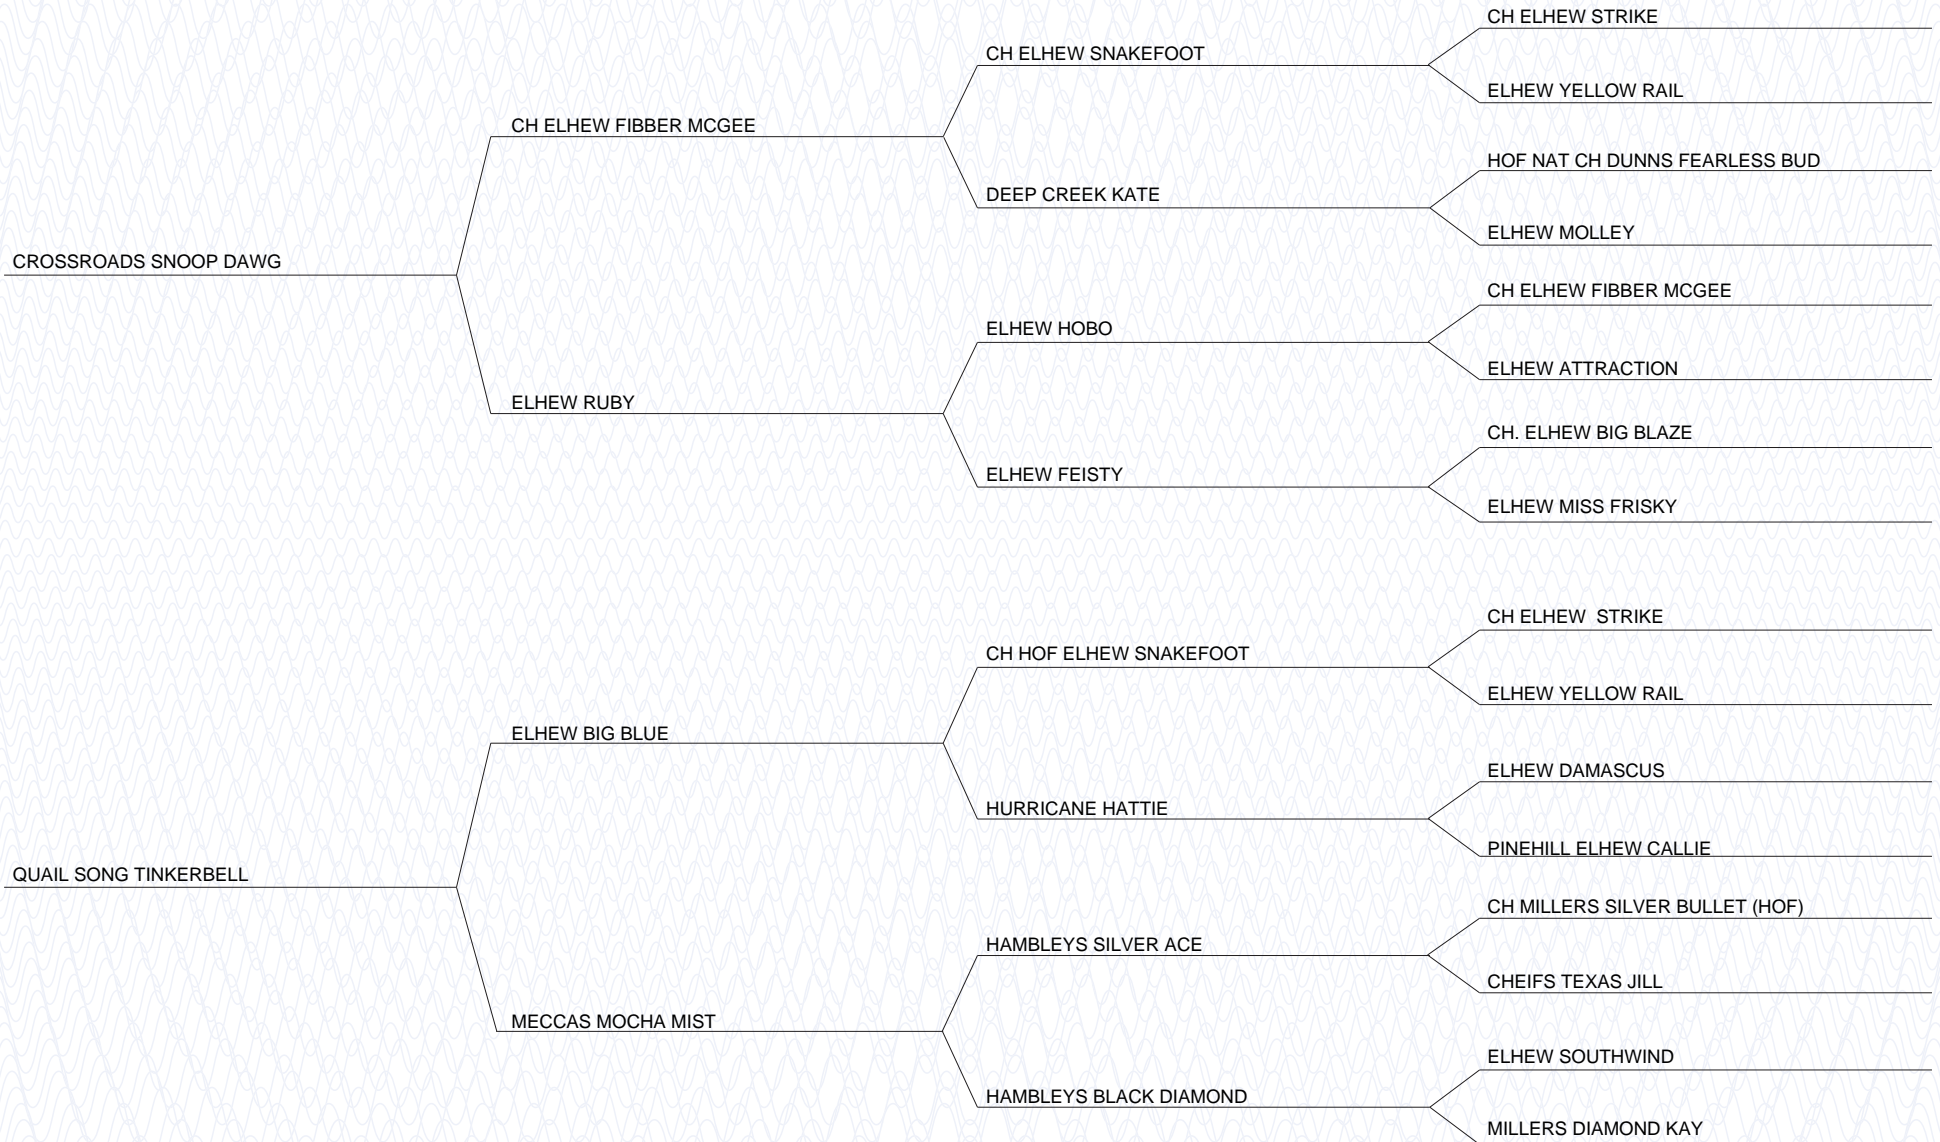 CH ELHEW STRIKE
CH ELHEW SNAKEFOOT
ELHEW YELLOW RAIL
CH ELHEW FIBBER MCGEE
HOF NAT CH DUNNS FEARLESS BUD
DEEP CREEK KATE
ELHEW MOLLEY
CROSSROADS SNOOP DAWG
CH ELHEW FIBBER MCGEE
ELHEW HOBO
ELHEW ATTRACTION
ELHEW RUBY
CH. ELHEW BIG BLAZE
ELHEW FEISTY
ELHEW MISS FRISKY
CH ELHEW  STRIKE
CH HOF ELHEW SNAKEFOOT
ELHEW YELLOW RAIL
ELHEW BIG BLUE
ELHEW DAMASCUS
HURRICANE HATTIE
PINEHILL ELHEW CALLIE
QUAIL SONG TINKERBELL
CH MILLERS SILVER BULLET (HOF)
HAMBLEYS SILVER ACE
CHEIFS TEXAS JILL
MECCAS MOCHA MIST
ELHEW SOUTHWIND
HAMBLEYS BLACK DIAMOND
MILLERS DIAMOND KAY